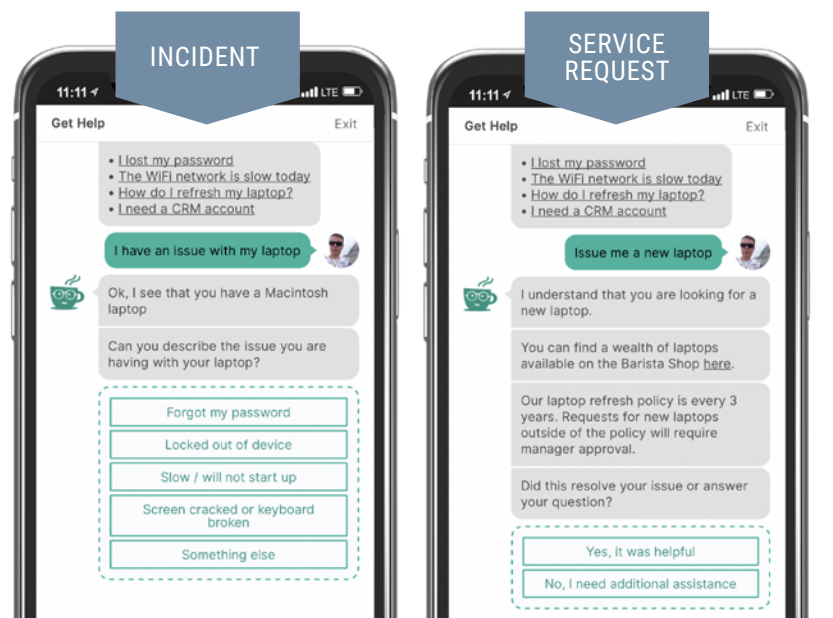 INCIDENT
11:11
LTE
Get Help
Exit
• I lost my password
• The WiFi network is slow today
• How do I refresh my laptop?
• I need a CRM account
I have an issue with my laptop
Ok, I see that you have a Macintosh
laptop
Can you describe the issue you are
having with your laptop?
Forgot my password
Locked out of device
Slow / will not start up
Screen cracked or keyboard
broken
Something else
SERVICE
REQUEST
11:11
LTE
Get Help
Exit
• I lost my password
• The WiFi network is slow today
• How do I refresh my laptop?
• I need a CRM account
Issue me a new laptop
I understand that you are looking for a
new laptop.
You can find a wealth of laptops
available on the Barista Shop here.
Our laptop refresh policy is every 3
years. Requests for new laptops
outside of the policy will require
manager approval.
Did this resolve your issue or answer
your question?
Yes, it was helpful
No, I need additional assistance